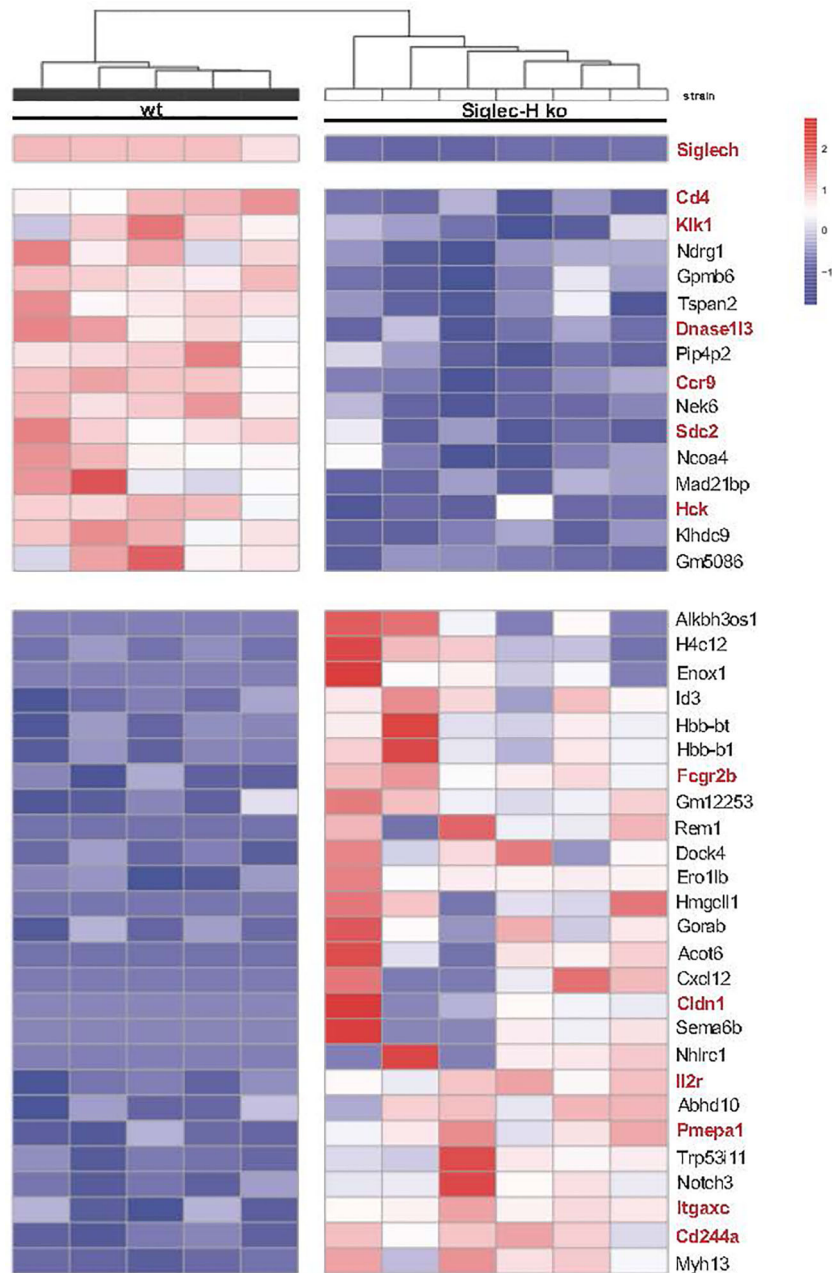 strain
wt
Siglec-H ko
Siglech
2
1
0
−1
Cd4
Klk1
Ndrg1
Gpmb6
Tspan2
Dnase1l3
Pip4p2
Ccr9
Nek6
Sdc2
Ncoa4
Mad21bp
Hck
Klhdc9
Gm5086
Alkbh3os1
H4c12
Enox1
Id3
Hbb-bt
Hbb-b1
Fcgr2b
Gm12253
Rem1
Dock4
Ero1lb
Hmgcll1
Gorab
Acot6
Cxcl12
Cldn1
Sema6b
Nhlrc1
Il2r
Abhd10
Pmepa1
Trp53i11
Notch3
Itgaxc
Cd244a
Myh13